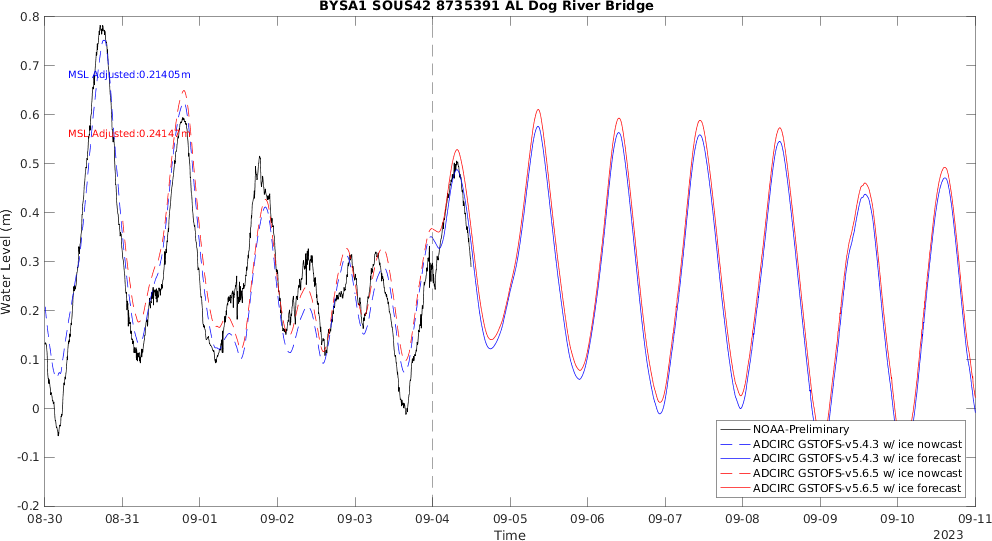 BYSA1 SOUS42 8735391 AL Dog River Bridge
0.8
0.7
0.6
0.5
0.4
0.3
0.2
0.1
0
-0.1
-0.2
Water Level (m)
MSL Adjusted:0.21405m
MSL Adjusted:0.24147m
NOAA-Preliminary
ADCIRC GSTOFS-v5.4.3 w/ ice nowcast
ADCIRC GSTOFS-v5.4.3 w/ ice forecast
ADCIRC GSTOFS-v5.6.5 w/ ice nowcast
ADCIRC GSTOFS-v5.6.5 w/ ice forecast
08-30 08-31 09-01 09-02 09-03 09-04 09-05 09-06 09-07 09-08 09-09 09-10 09-11
Time
2023